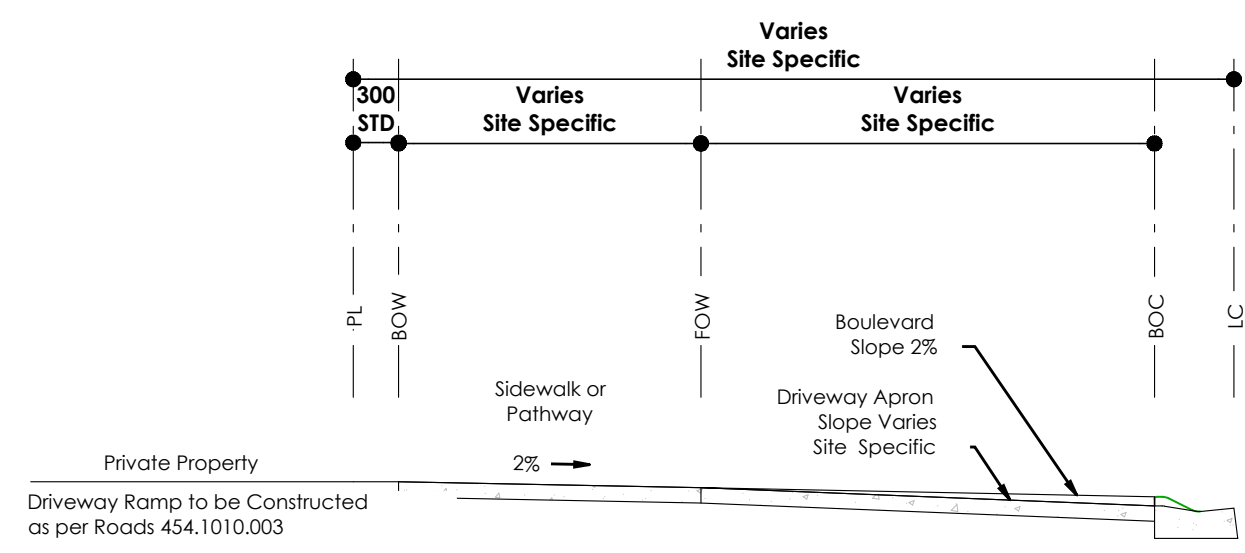 Varies
Site Specific
300
STD
Varies
Site Specific
Varies
Site Specific
PL
BOW
FOW
BOC
LC
Boulevard
Slope 2%
Sidewalk or
Pathway
Driveway Apron
Slope Varies
Site Specific
Private Property
2%
Driveway Ramp to be Constructed
as per Roads 454.1010.003